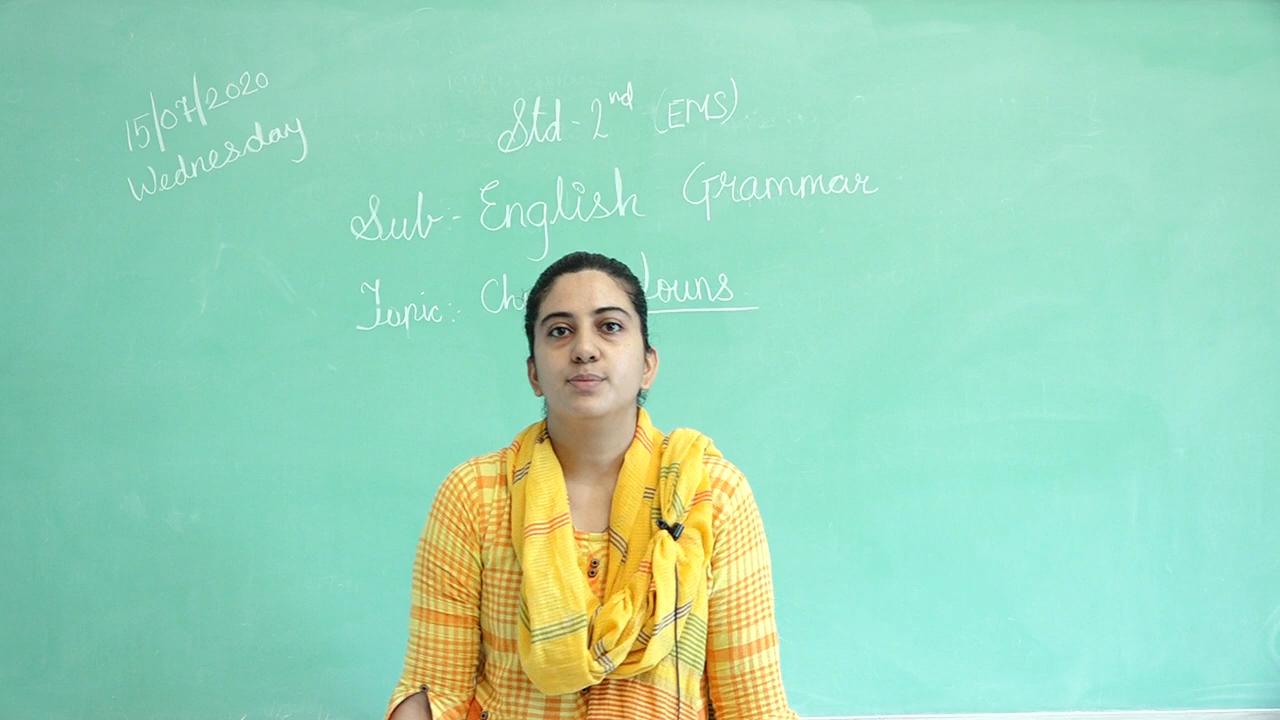 15/07/2020
Wednesday
Std - 2nd (EMS)
Sub:- English Grammar
Topic:-